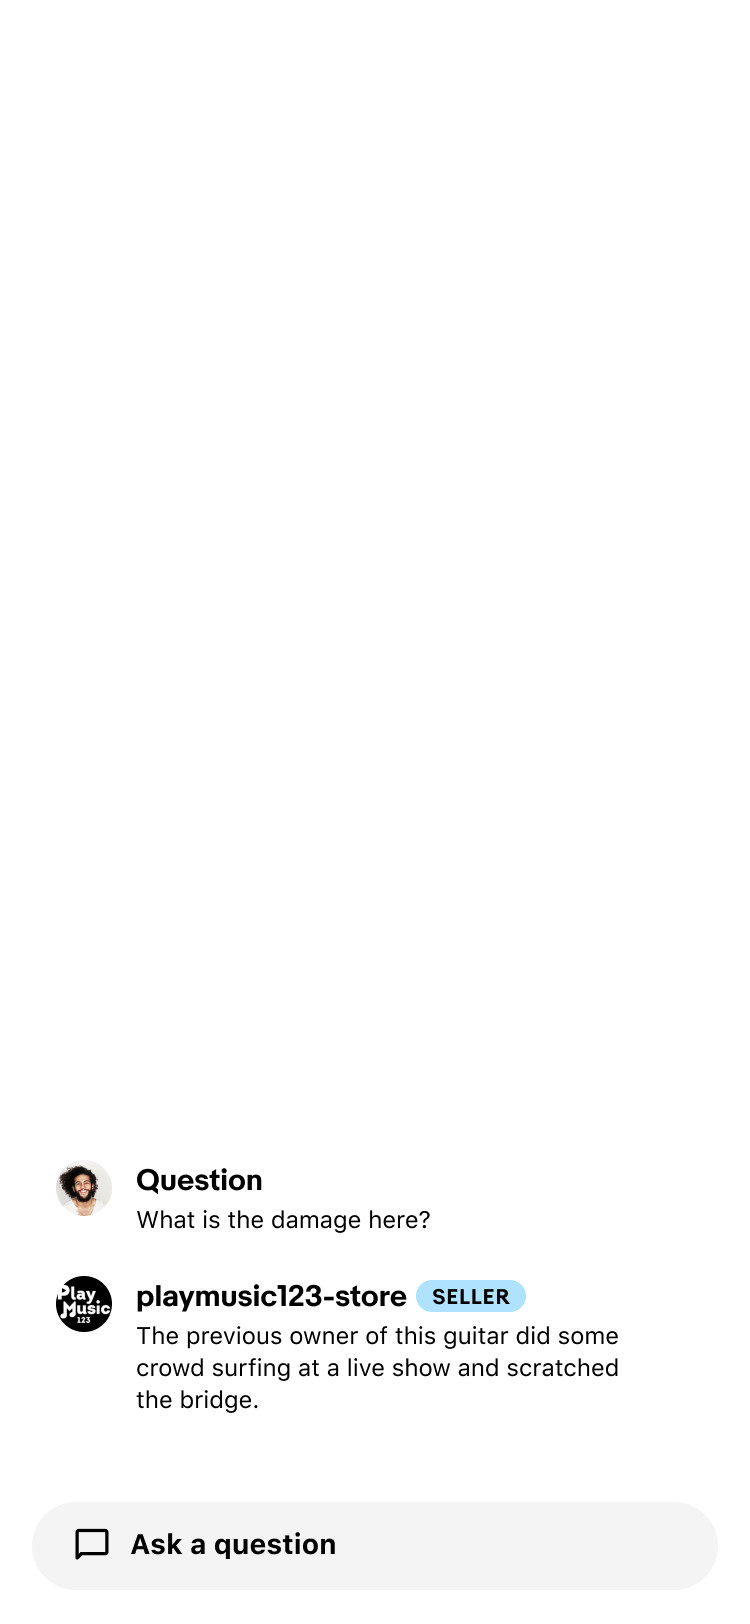 Question
What is the damage here?
Play
Music
123
playmusic123-store SELLER
The previous owner of this guitar did some
crowd surfing at a live show and scratched
the bridge.
Ask a question